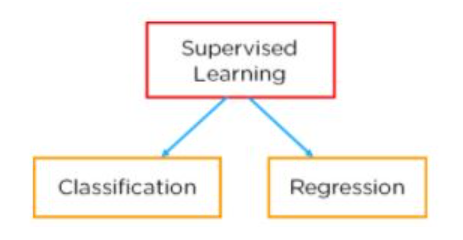 Supervised
Learning
Classification
Regression